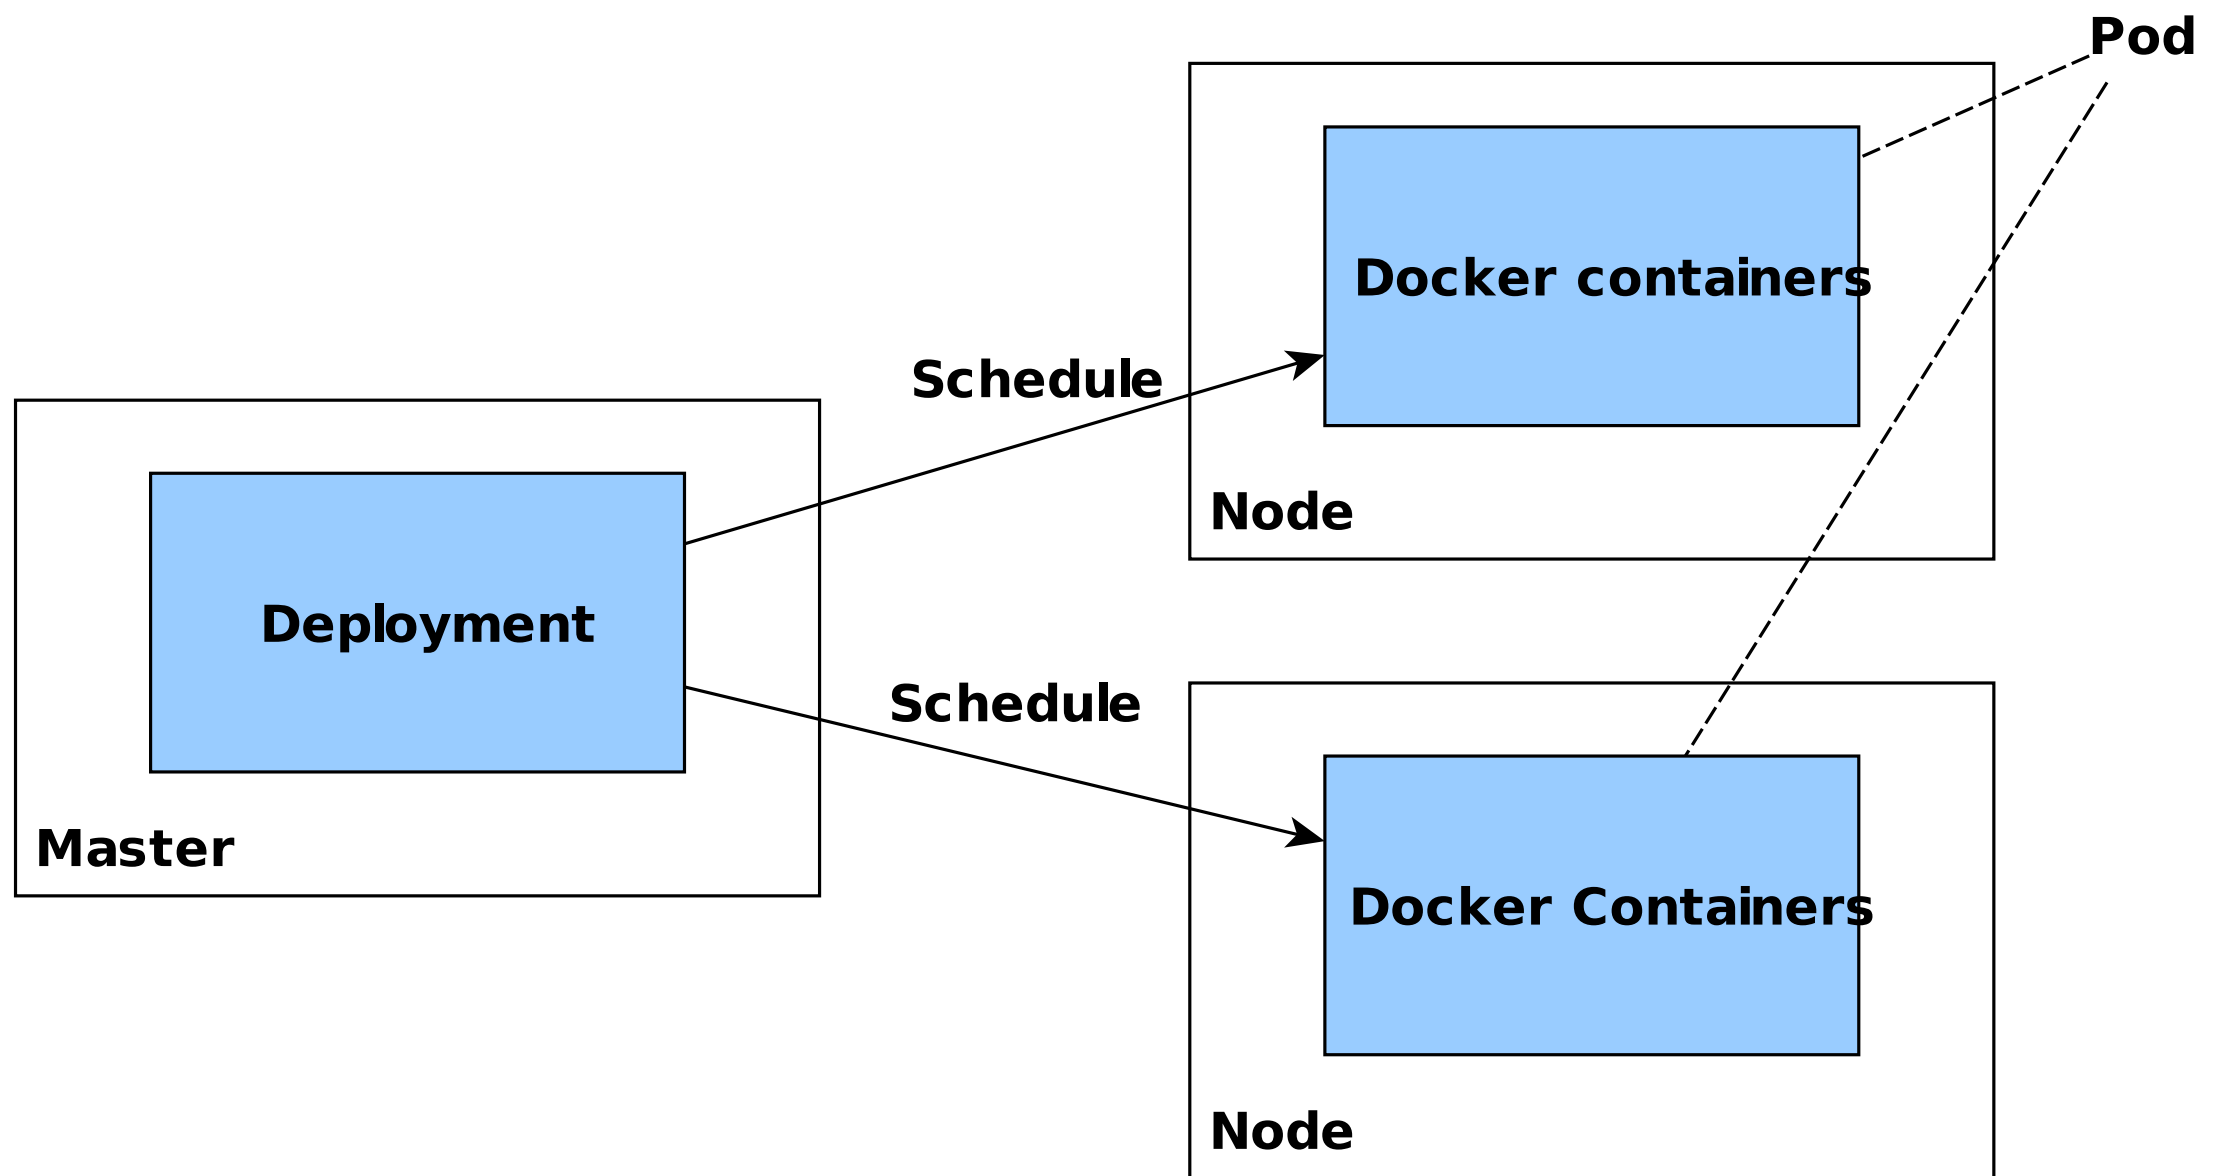 Pod
Docker containers
Schedule
Node
Deployment
Schedule
Master
Docker Containers
Node